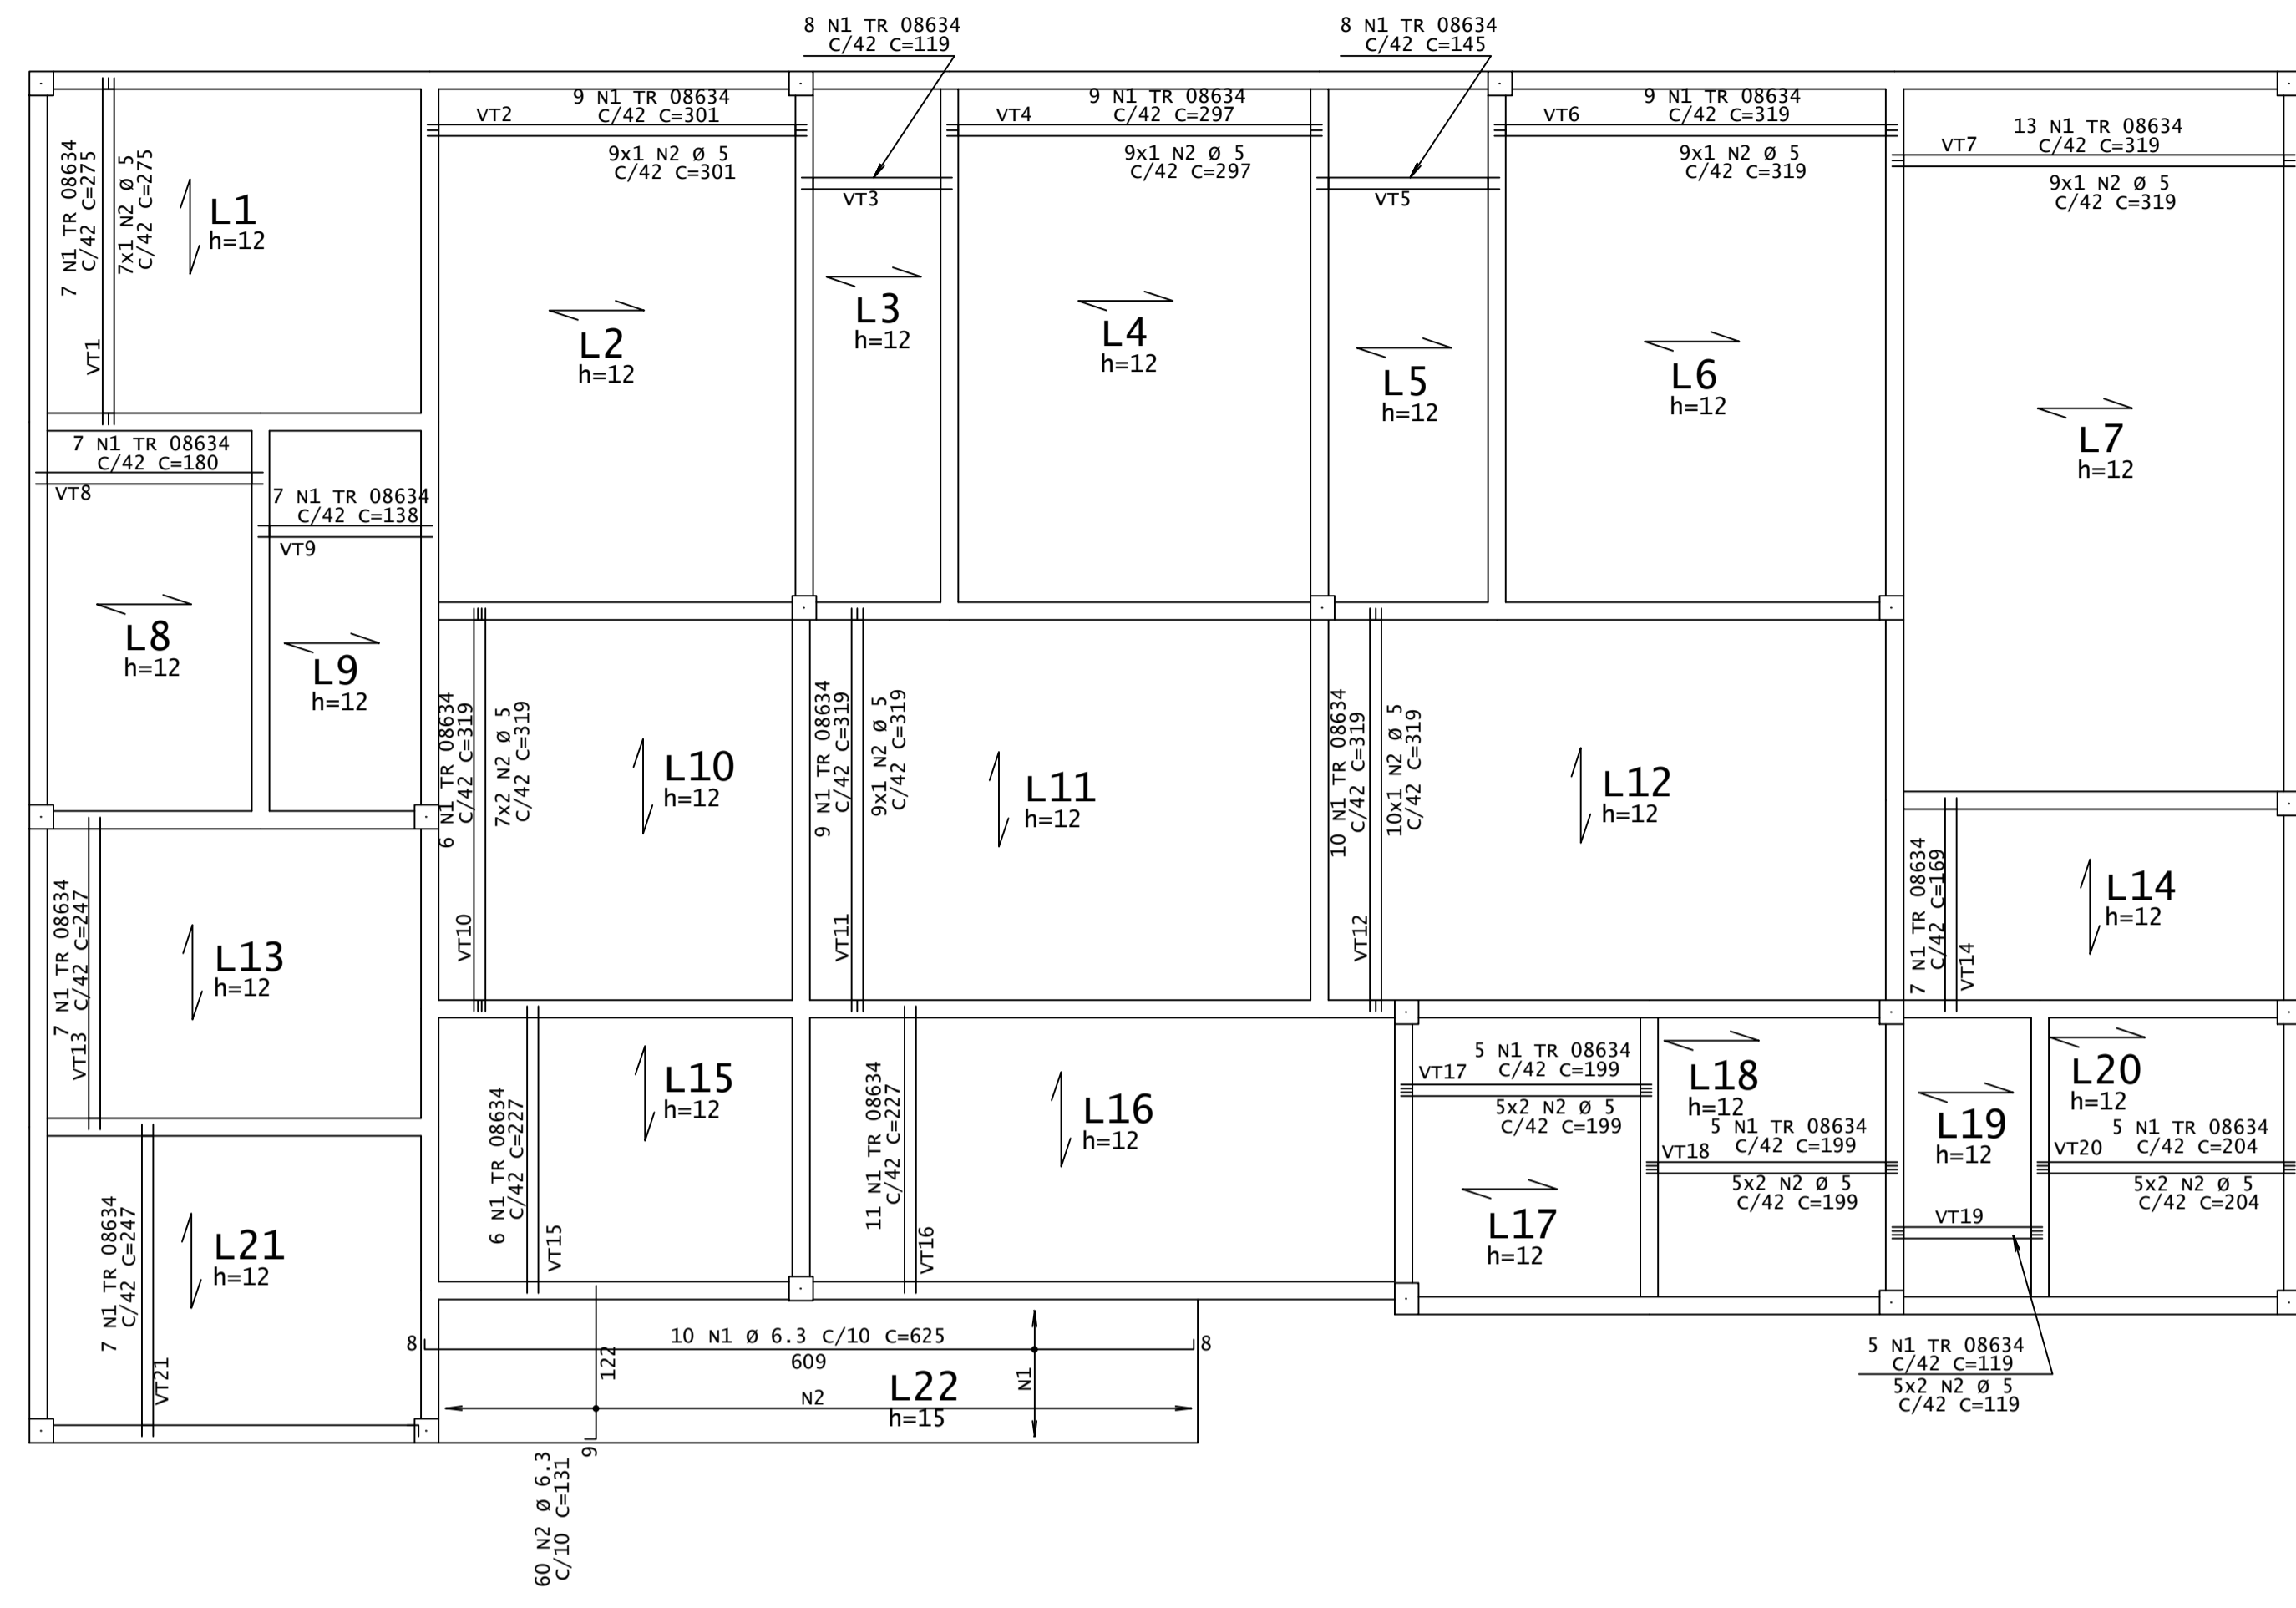 8 N1 TR 08634
C/42 C=119
8 N1 TR 08634
C/42 C=145
7 N1 TR 08634
C/42 C=275
7x1 N2 Ø 5
C/42 C=275
VT1
L1
h=12
VT2
9 N1 TR 08634
C/42 C=301
9x1 N2 Ø 5
C/42 C=301
L2
h=12
VT3
L3
h=12
VT4
9 N1 TR 08634
C/42 C=297
9x1 N2 Ø 5
C/42 C=297
L4
h=12
VT5
L5
h=12
VT6
9 N1 TR 08634
C/42 C=319
9x1 N2 Ø 5
C/42 C=319
L6
h=12
VT7
13 N1 TR 08634
C/42 C=319
9x1 N2 Ø 5
C/42 C=319
L7
h=12
7 N1 TR 08634
C/42 C=180
VT8
L8
h=12
7 N1 TR 08634
C/42 C=138
VT9
L9
h=12
6 N1 TR 08634
C/42 C=319
7x2 N2 Ø 5
C/42 C=319
VT10
L10
h=12
9 N1 TR 08634
C/42 C=319
9x1 N2 Ø 5
C/42 C=319
VT11
L11
h=12
10 N1 TR 08634
C/42 C=319
10x1 N2 Ø 5
C/42 C=319
VT12
L12
h=12
7 N1 TR 08634
C/42 C=247
VT13
L13
h=12
7 N1 TR 08634
C/42 C=169
VT14
L14
h=12
6 N1 TR 08634
C/42 C=227
VT15
L15
h=12
11 N1 TR 08634
C/42 C=227
VT16
L16
h=12
VT17
5 N1 TR 08634
C/42 C=199
5x2 N2 Ø 5
C/42 C=199
L17
h=12
L18
h=12
5 N1 TR 08634
C/42 C=199
VT18
5x2 N2 Ø 5
C/42 C=199
L19
h=12
VT19
L20
h=12
5 N1 TR 08634
C/42 C=204
VT20
5x2 N2 Ø 5
C/42 C=204
7 N1 TR 08634
C/42 C=247
VT21
L21
h=12
8
10 N1 Ø 6.3 C/10 C=625
8
609
122
N1
N2
L22
h=15
9
60 N2 Ø 6.3
C/10 C=131
5 N1 TR 08634
C/42 C=119
5x2 N2 Ø 5
C/42 C=119